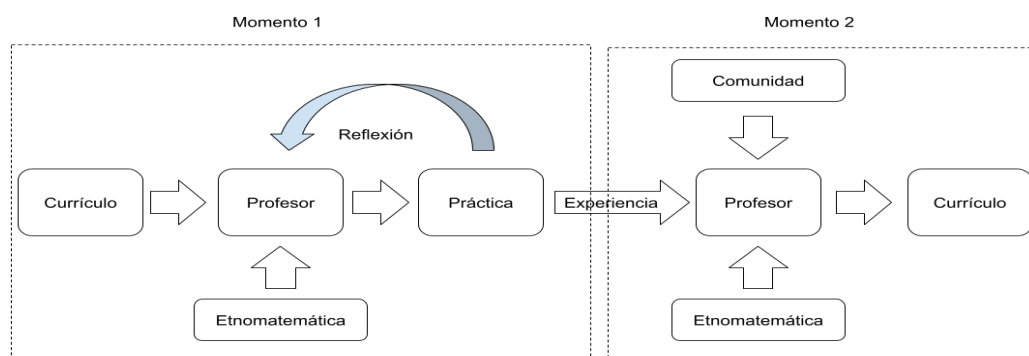 Momento 1
Momento 2
Comunidad
Reflexión
Currículo
Profesor
Práctica
Experiencia
Profesor
Currículo
Etnomatemática
Etnomatemática